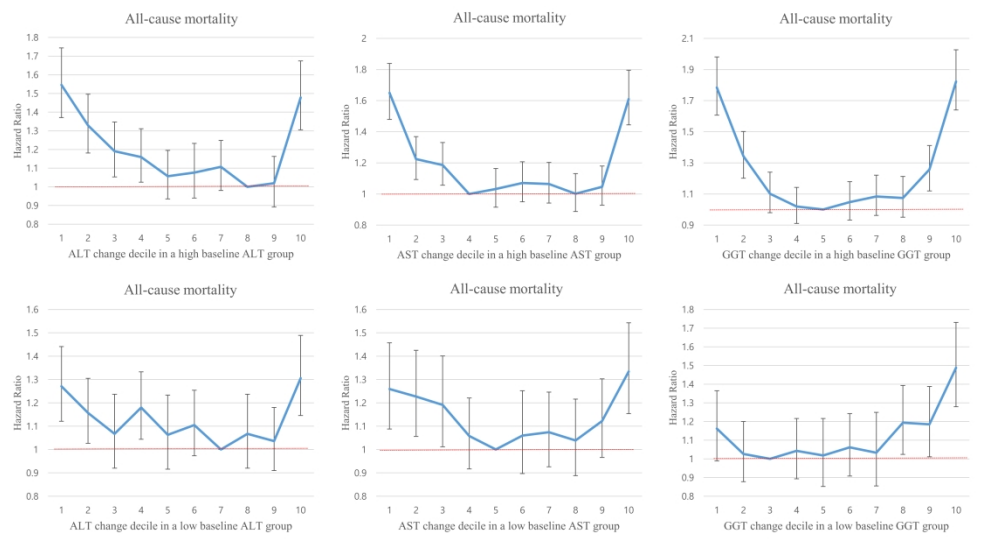 All-cause mortality
1.8
1.7
1.6
1.5
1.4
1.3
1.2
1.1
1
0.9
0.8
Hazard Ratio
1 2 3 4 5 6 7 8 9 10
ALT change decile in a high baseline ALT group
All-cause mortality
2
1.8
1.6
1.4
1.2
1
0.8
Hazard Ratio
1 2 3 4 5 6 7 8 9 10
AST change decile in a high baseline AST group
All-cause mortality
2.1
1.9
1.7
1.5
1.3
1.1
0.9
Hazard Ratio
1 2 3 4 5 6 7 8 9 10
GGT change decile in a high baseline GGT group
All-cause mortality
1.6
1.5
1.4
1.3
1.2
1.1
1
0.9
0.8
Hazard Ratio
1 2 3 4 5 6 7 8 9 10
ALT change decile in a low baseline ALT group
All-cause mortality
1.6
1.5
1.4
1.3
1.2
1.1
1
0.9
0.8
Hazard Ratio
1 2 3 4 5 6 7 8 9 10
AST change decile in a low baseline AST group
All-cause mortality
1.8
1.7
1.6
1.5
1.4
1.3
1.2
1.1
1
0.9
0.8
Hazard Ratio
1 2 3 4 5 6 7 8 9 10
GGT change decile in a low baseline GGT group